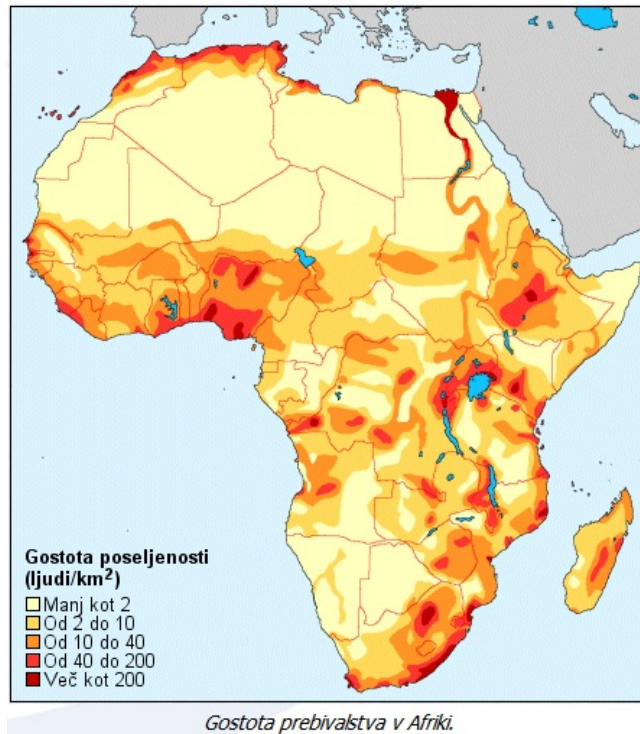 Gostota poseljenosti
(ljudi/km²)
Manj kot 2
Od 2 do 10
Od 10 do 40
Od 40 do 200
Več kot 200
Gostota prebivalstva v Afriki.